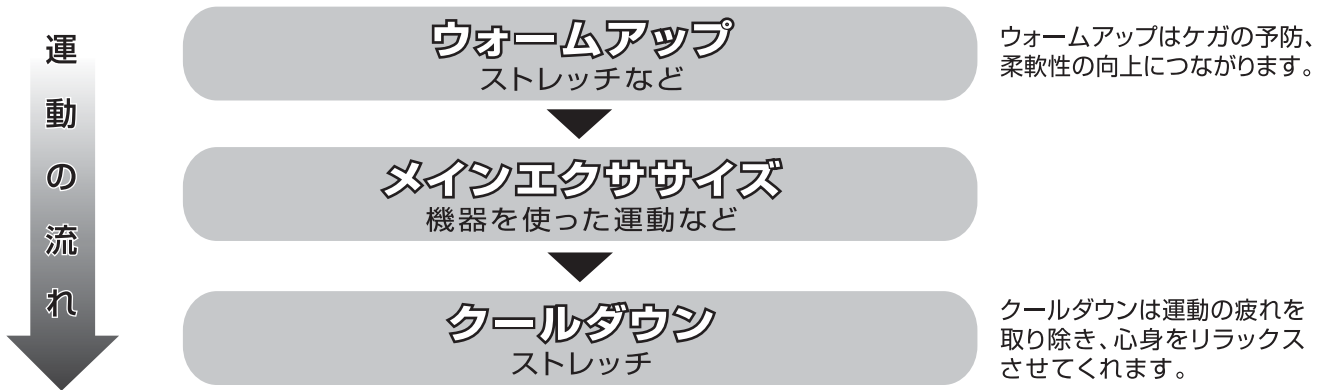 運動の流れ
ウォームアップ
ストレッチなど
ウォームアップはケガの予防、
柔軟性の向上につながります。
メインエクササイズ
機器を使った運動など
クールダウン
ストレッチ
クールダウンは運動の疲れを
取り除き、心身をリラックス
させてくれます。